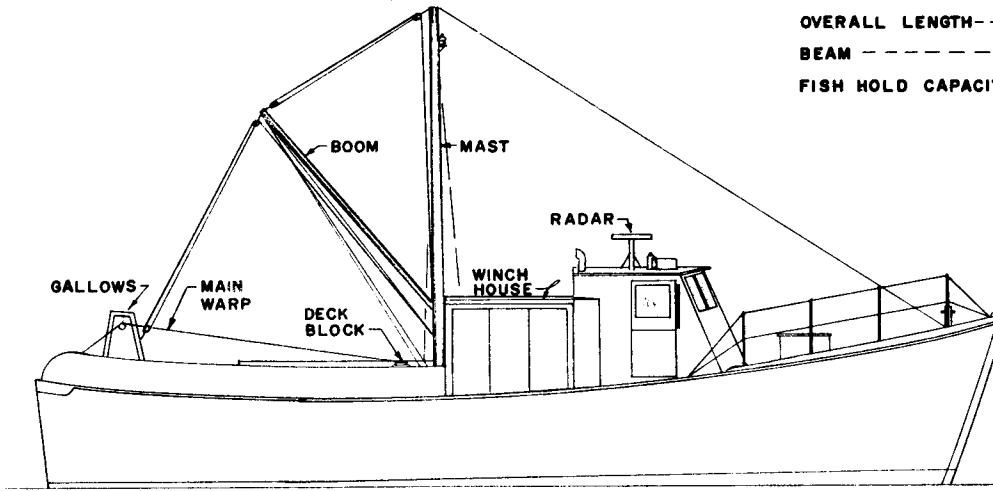 OVERALL LENGTH--
BEAM ------
FISH HOLD
BOOM
MAST
RADAR
GALLOWS
MAIN
WARP
WINCH
HOUSE
DECK
BLOCK